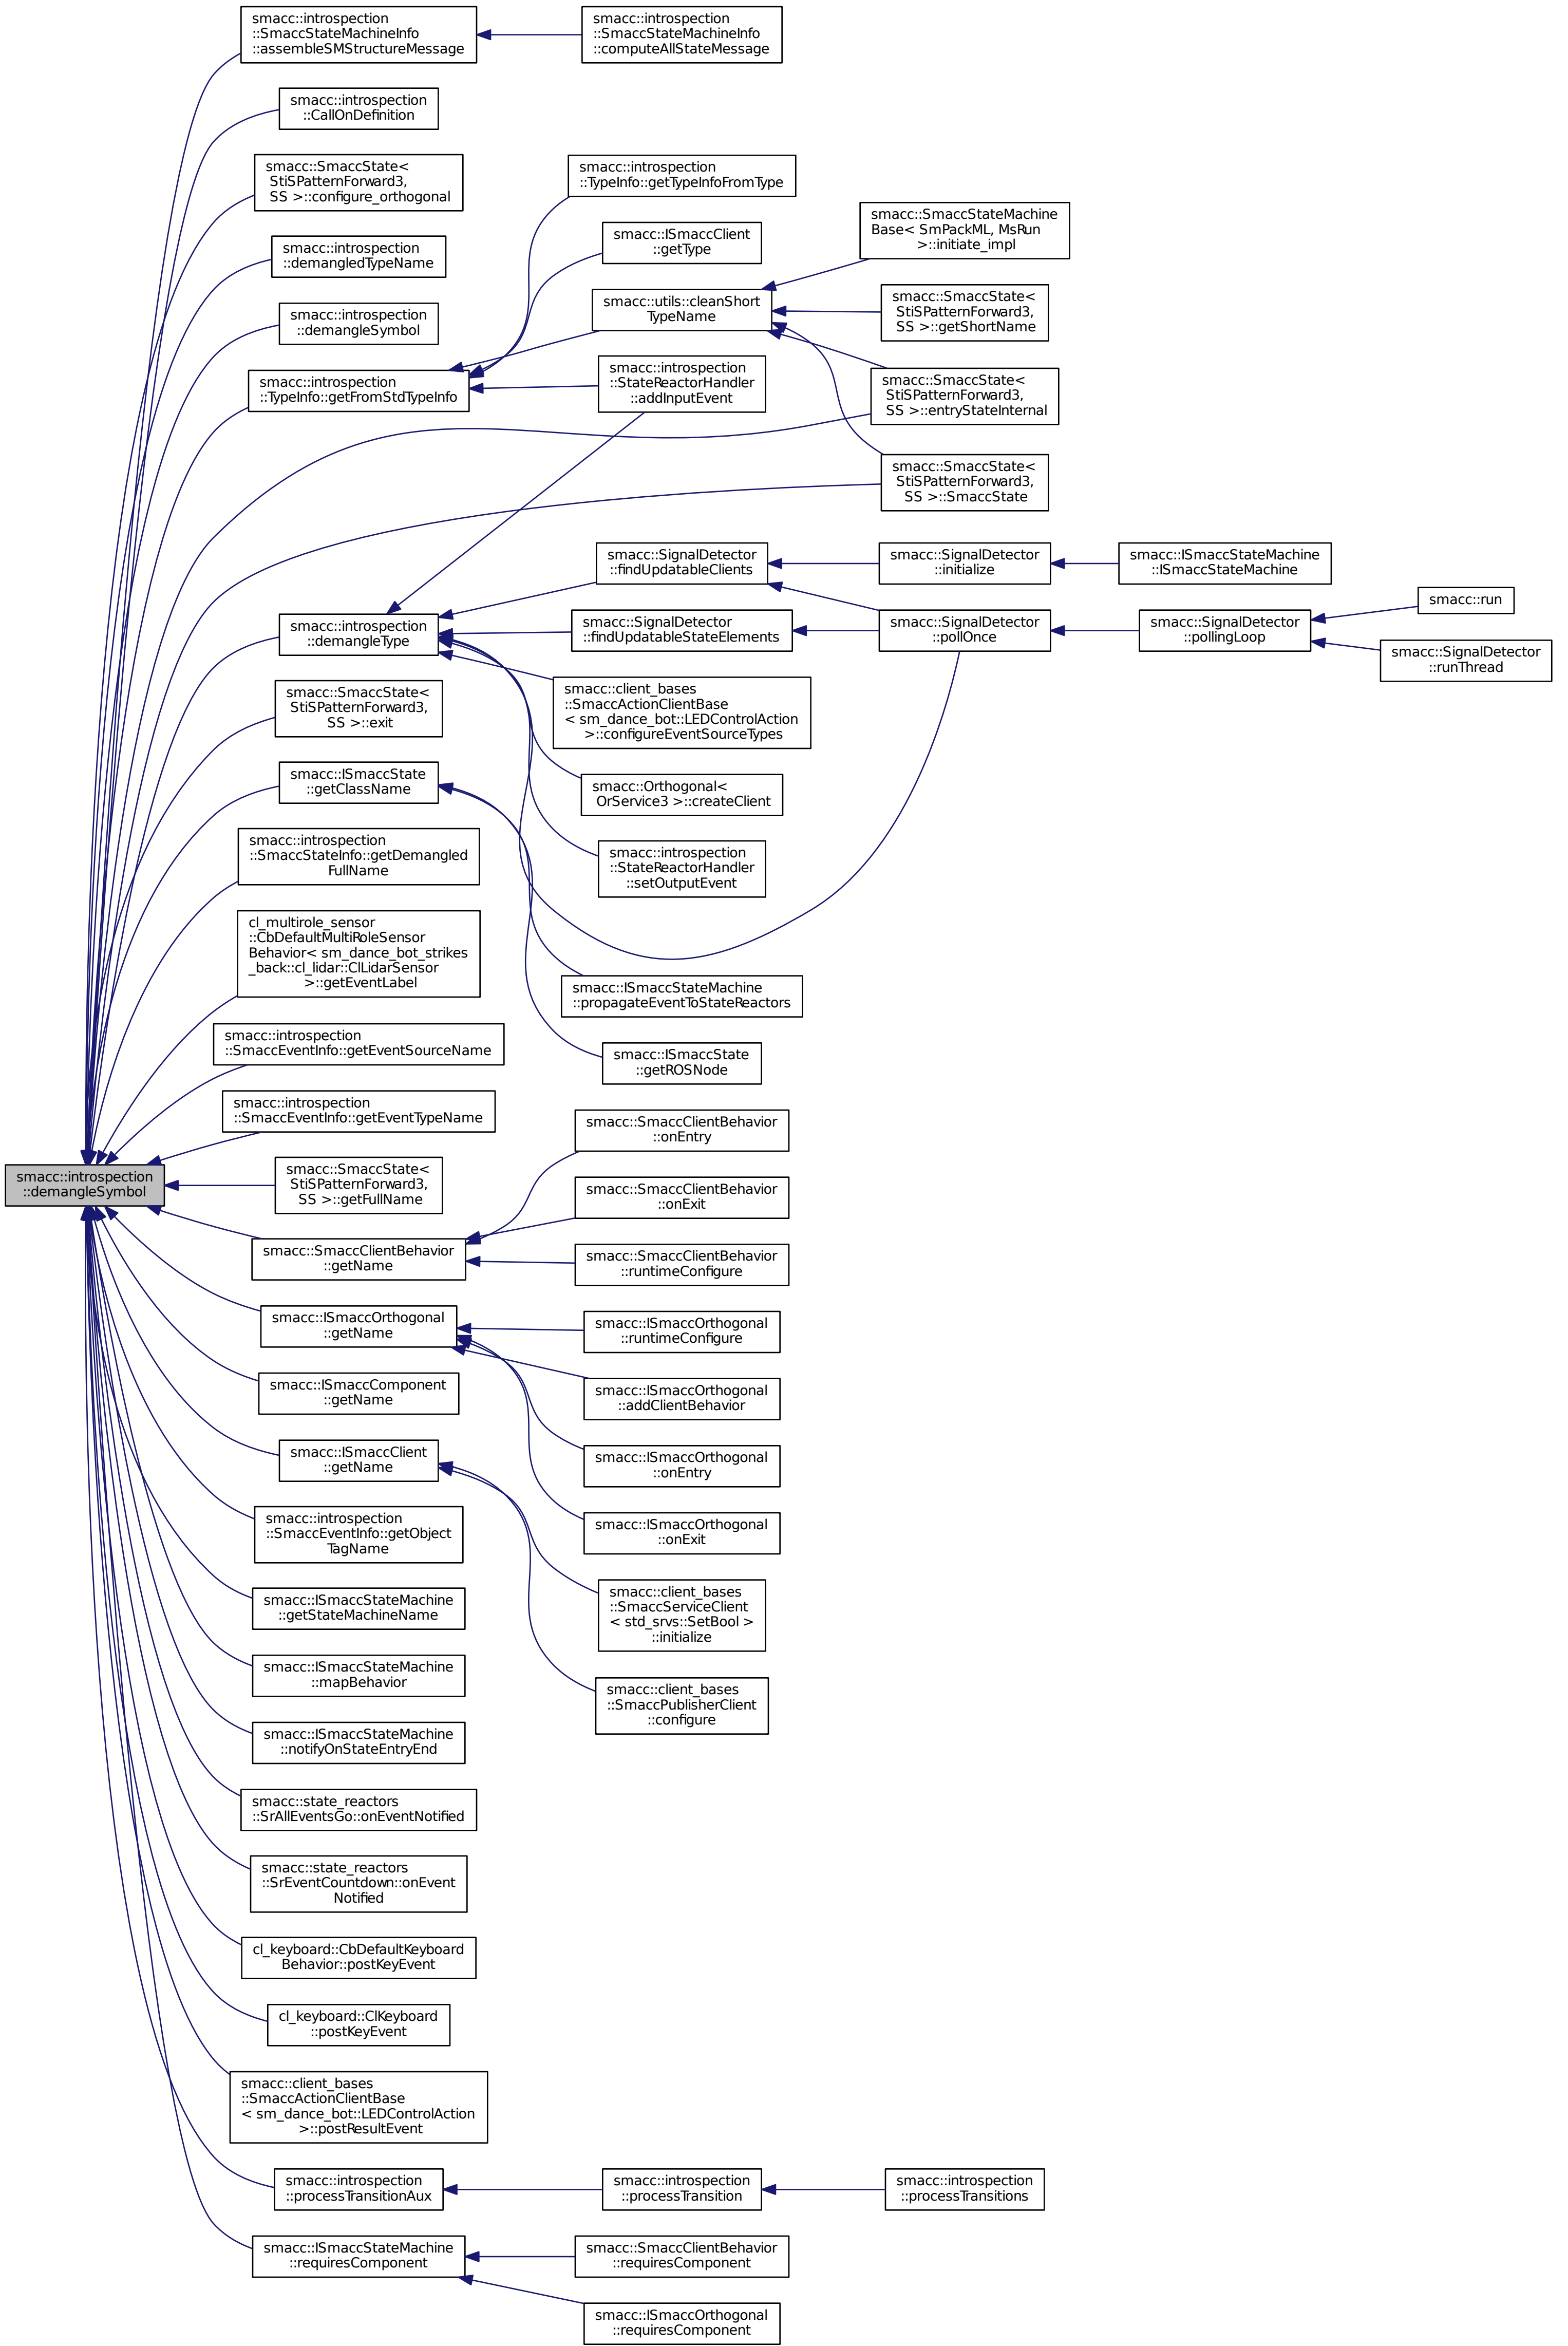 smacc::introspection
::SmaccStateMachineInfo
::assembleSMStructureMessage
smacc::introspection
::SmaccStateMachineInfo
::computeAllStateMessage
smacc::introspection
::CallOnDefinition
smacc::SmaccState<
StiSPatternForward3,
SS >::configure_orthogonal
smacc::introspection
::demangledTypeName
smacc::introspection
::demangleSymbol
smacc::introspection
::TypeInfo::getFromStdTypeInfo
smacc::introspection
::TypeInfo::getTypeInfoFromType
smacc::ISmaccClient
::getType
smacc::utils::cleanShort
TypeName
smacc::introspection
::StateReactorHandler
::addInputEvent
smacc::SmaccStateMachine
Base< SmPackML, MsRun
>::initiate_impl
smacc::SmaccState<
StiSPatternForward3,
SS >::getShortName
smacc::SmaccState<
StiSPatternForward3,
SS >::entryStateInternal
smacc::SmaccState<
StiSPatternForward3,
SS >::SmaccState
smacc::introspection
::demangleType
smacc::SignalDetector
::findUpdatableClients
smacc::SignalDetector
::initialize
smacc::ISmaccStateMachine
::ISmaccStateMachine
smacc::SignalDetector
::findUpdatableStateElements
smacc::SignalDetector
::pollOnce
smacc::SignalDetector
::pollingLoop
smacc::run
smacc::SignalDetector
::runThread
smacc::client_bases
::SmaccActionClientBase
< sm_dance_bot::LEDControlAction
>::configureEventSourceTypes
smacc::Orthogonal<
OrService3 >::createClient
smacc::introspection
::StateReactorHandler
::setOutputEvent
smacc::SmaccState<
StiSPatternForward3,
SS >::exit
smacc::ISmaccState
::getClassName
smacc::ISmaccStateMachine
::propagateEventToStateReactors
smacc::ISmaccState
::getROSNode
smacc::introspection
::SmaccStateInfo::getDemangled
FullName
cl_multirole_sensor
::CbDefaultMultiRoleSensor
Behavior< sm_dance_bot_strikes
_back::cl_lidar::ClLidarSensor
>::getEventLabel
smacc::introspection
::SmaccEventInfo::getEventSourceName
smacc::introspection
::SmaccEventInfo::getEventTypeName
smacc::introspection
::demangleSymbol
smacc::SmaccState<
StiSPatternForward3,
SS >::getFullName
smacc::SmaccClientBehavior
::getName
smacc::SmaccClientBehavior
::onEntry
smacc::SmaccClientBehavior
::onExit
smacc::SmaccClientBehavior
::runtimeConfigure
smacc::ISmaccOrthogonal
::getName
smacc::ISmaccOrthogonal
::runtimeConfigure
smacc::ISmaccOrthogonal
::addClientBehavior
smacc::ISmaccOrthogonal
::onEntry
smacc::ISmaccOrthogonal
::onExit
smacc::ISmaccComponent
::getName
smacc::ISmaccClient
::getName
smacc::client_bases
::SmaccServiceClient
< std_srvs::SetBool >
::initialize
smacc::client_bases
::SmaccPublisherClient
::configure
smacc::introspection
::SmaccEventInfo::getObject
TagName
smacc::ISmaccStateMachine
::getStateMachineName
smacc::ISmaccStateMachine
::mapBehavior
smacc::ISmaccStateMachine
::notifyOnStateEntryEnd
smacc::state_reactors
::SrAllEventsGo::onEventNotified
smacc::state_reactors
::SrEventCountdown::onEvent
Notified
cl_keyboard::CbDefaultKeyboard
Behavior::postKeyEvent
cl_keyboard::ClKeyboard
::postKeyEvent
smacc::client_bases
::SmaccActionClientBase
< sm_dance_bot::LEDControlAction
>::postResultEvent
smacc::introspection
::processTransitionAux
smacc::introspection
::processTransition
smacc::introspection
::processTransitions
smacc::ISmaccStateMachine
::requiresComponent
smacc::SmaccClientBehavior
::requiresComponent
smacc::ISmaccOrthogonal
::requiresComponent